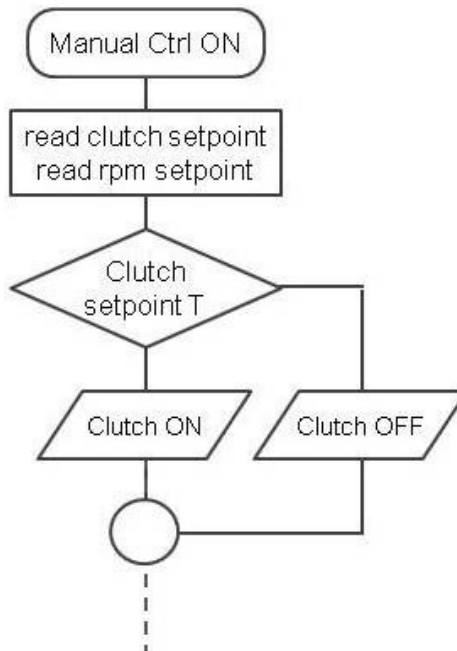 Manual Ctrl ON
read clutch setpoint
read rpm setpoint
Clutch
setpoint T
Clutch ON
Clutch OFF